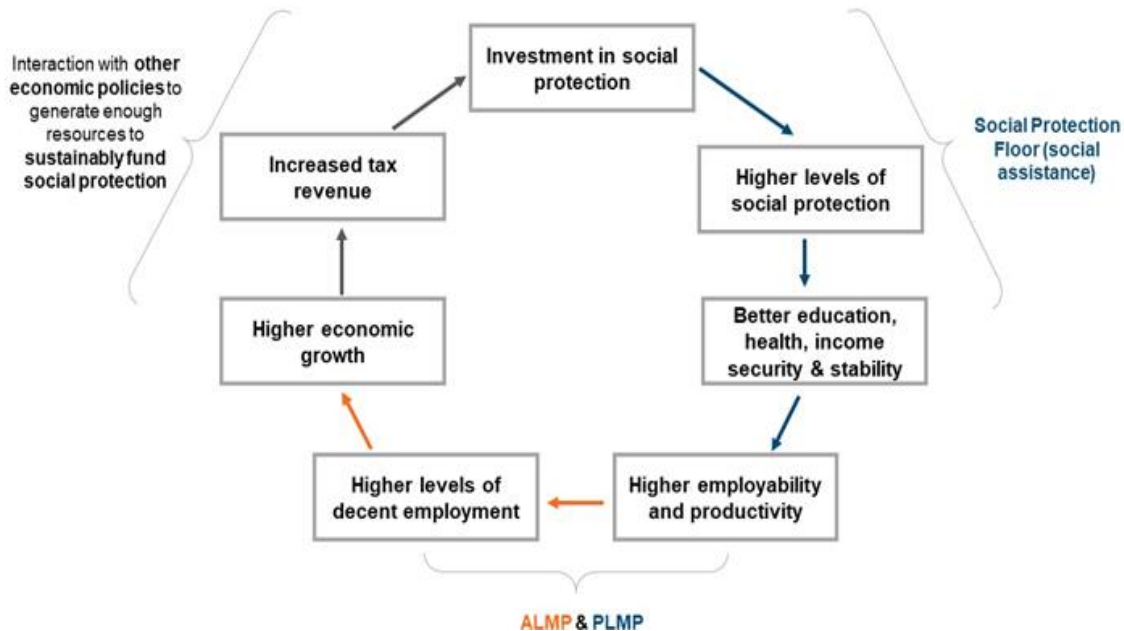 Interaction with other
economic policies to
generate enough
resources to
sustainably fund
social protection
Investment in social
protection
Social Protection
Floor (social
assistance)
Increased tax
revenue
Higher levels of
social protection
Higher economic
growth
Better education,
health, income
security & stability
Higher levels of
decent employment
Higher employability
and productivity
ALMP & PLMP